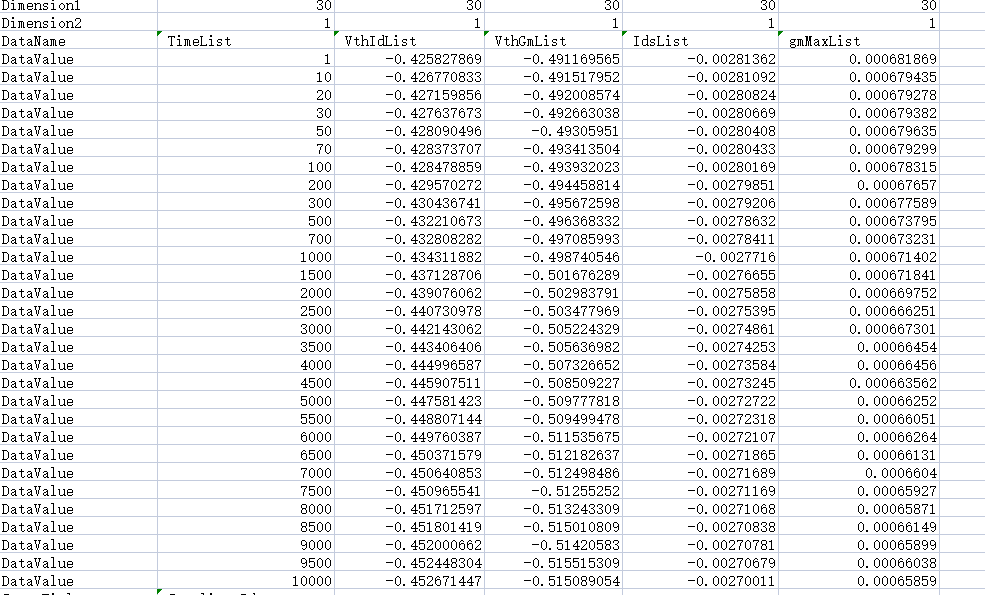 Dimension1 30 30 30 30 30
Dimension2 1 1 1 1 1
DataName TimeList VthIdList VthGmList IdsList gmMaxList
DataValue 1 -0.425827869 -0.491169565 -0.00281362 0.000681869
DataValue 10 -0.426770833 -0.491517952 -0.00281092 0.000679435
DataValue 20 -0.427159856 -0.492008574 -0.00280824 0.000679278
DataValue 30 -0.427637673 -0.492663038 -0.00280669 0.000679382
DataValue 50 -0.428090496 -0.49305951 -0.00280408 0.000679635
DataValue 70 -0.428373707 -0.493413504 -0.00280433 0.000679299
DataValue 100 -0.428478859 -0.493932023 -0.00280169 0.000678315
DataValue 200 -0.429570272 -0.494458814 -0.00279851 0.00067657
DataValue 300 -0.430436741 -0.495672598 -0.00279206 0.000677589
DataValue 500 -0.432210673 -0.496368332 -0.00278632 0.000673795
DataValue 700 -0.432808282 -0.497085993 -0.00278411 0.000673231
DataValue 1000 -0.434311882 -0.498740546 -0.0027716 0.000671402
DataValue 1500 -0.437128706 -0.501676289 -0.00276655 0.000671841
DataValue 2000 -0.439076062 -0.502983791 -0.00275858 0.000669752
DataValue 2500 -0.440730978 -0.503477969 -0.00275395 0.000666251
DataValue 3000 -0.442143062 -0.505224329 -0.00274861 0.000667301
DataValue 3500 -0.443406406 -0.505636982 -0.00274253 0.00066454
DataValue 4000 -0.444996587 -0.507326652 -0.00273584 0.00066456
DataValue 4500 -0.445907511 -0.508509227 -0.00273245 0.000663562
DataValue 5000 -0.447581423 -0.509777818 -0.00272722 0.00066252
DataValue 5500 -0.448807144 -0.509499478 -0.00272318 0.00066051
DataValue 6000 -0.449760387 -0.511535675 -0.00272107 0.00066264
DataValue 6500 -0.450371579 -0.512182637 -0.00271865 0.00066131
DataValue 7000 -0.450640853 -0.512498486 -0.00271689 0.0006604
DataValue 7500 -0.450965541 -0.51255252 -0.00271169 0.00065927
DataValue 8000 -0.451712597 -0.513243309 -0.00271068 0.00065871
DataValue 8500 -0.451801419 -0.515010809 -0.00270838 0.00066149
DataValue 9000 -0.452000662 -0.51420583 -0.00270781 0.00065899
DataValue 9500 -0.452448304 -0.515515309 -0.00270679 0.00066038
DataValue 10000 -0.452671447 -0.515089054 -0.00270011 0.00065859